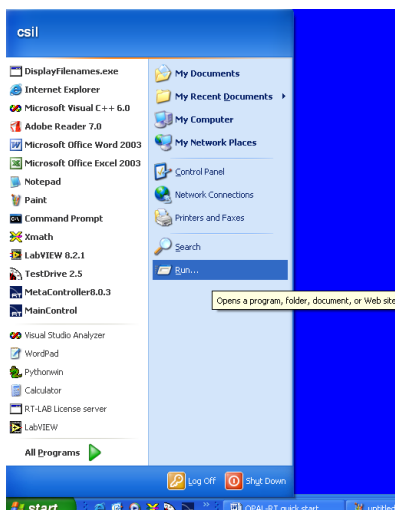 csil
DisplayFilenames.exe
Internet Explorer
Microsoft Visual C++ 6.0
Adobe Reader 7.0
Microsoft Office Word 2003
Microsoft Office Excel 2003
Notepad
Paint
Command Prompt
Xmath
LabVIEW 8.2.1
TestDrive 2.5
MetaController8.0.3
MainControl
Visual Studio Analyzer
WordPad
Pythonwin
Calculator
RT-LAB License server
LabVIEW
All Programs
My Documents
My Recent Documents
My Computer
My Network Places
Control Panel
Network Connections
Printers and Faxes
Search
Run...
Opens a program, folder, document, or Web site
Log Off
Shut Down
start
OPAL-RT quick start
untitled